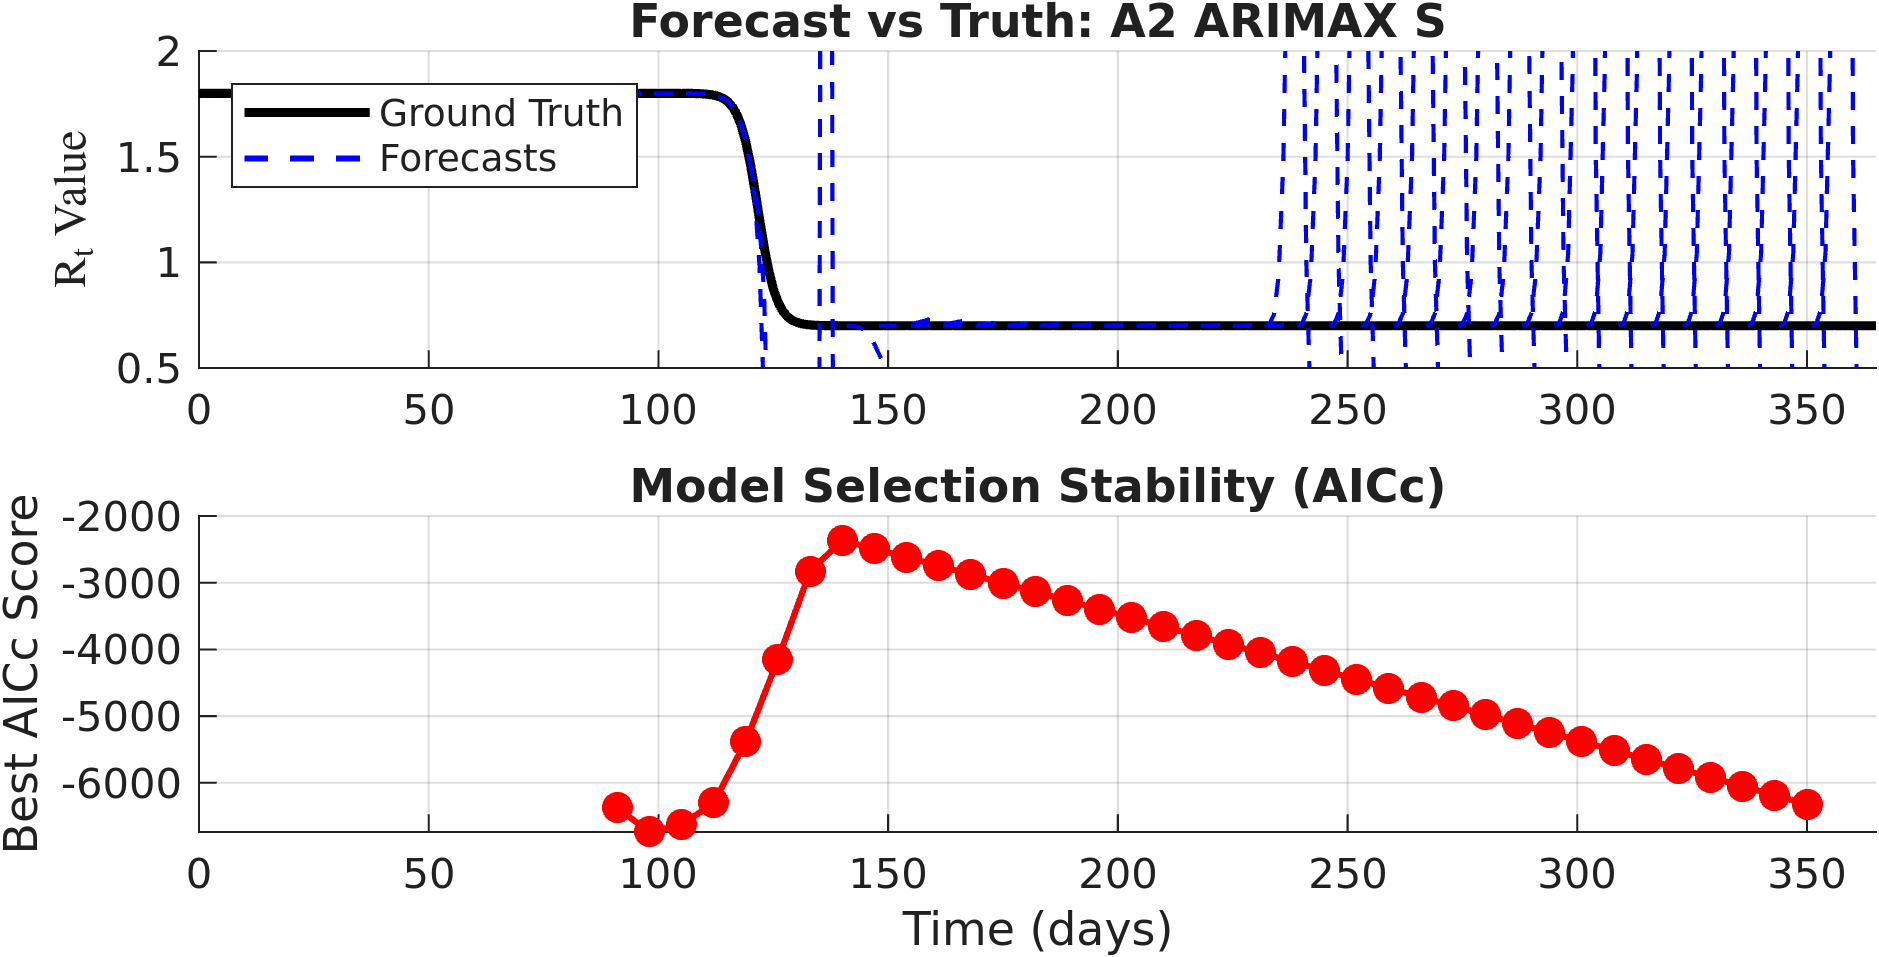 Forecast vs Truth: A2 ARIMAX S
2
1.5
1
0.5
Rt Value
Ground Truth
Forecasts
0 50 100 150 200 250 300 350
Model Selection Stability (AICc)
-2000
-3000
-4000
-5000
-6000
Best AICc Score
0 50 100 150 200 250 300 350
Time (days)